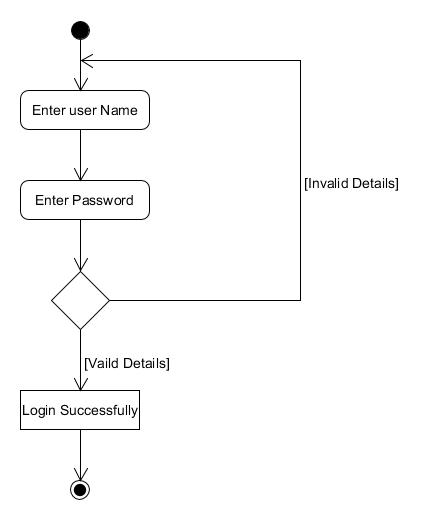 Enter user Name
Enter Password
[Invalid Details]
[Vaild Details]
Login Successfully